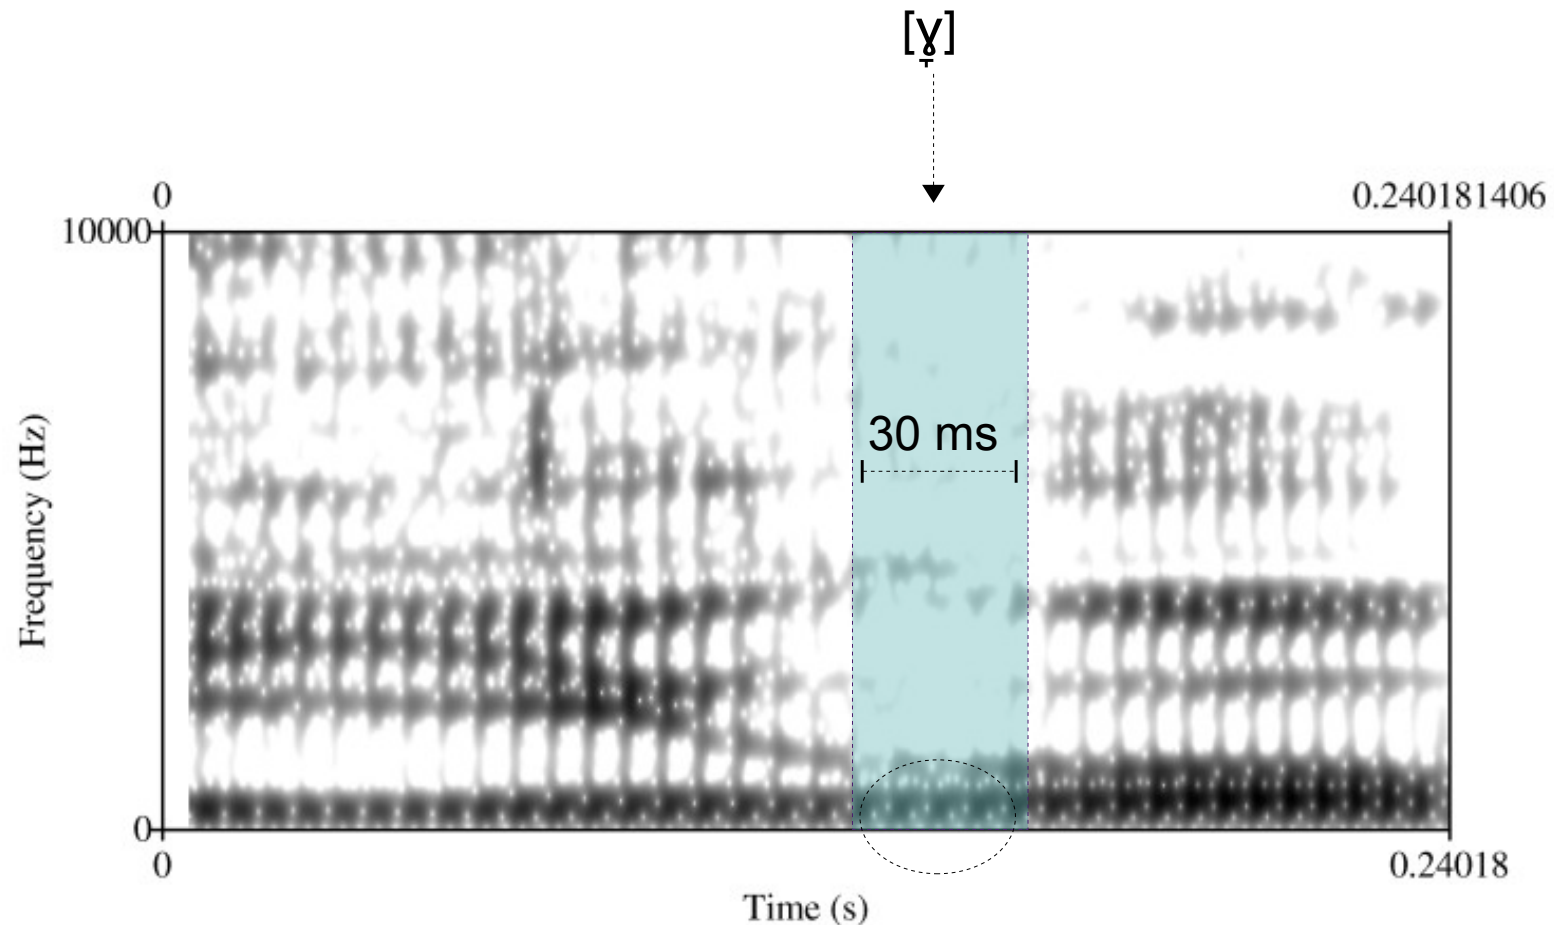 [ɣ̞]
0 0.240181406
10000
30 ms
Frequency (Hz)
0
0 0.24018
Time (s)